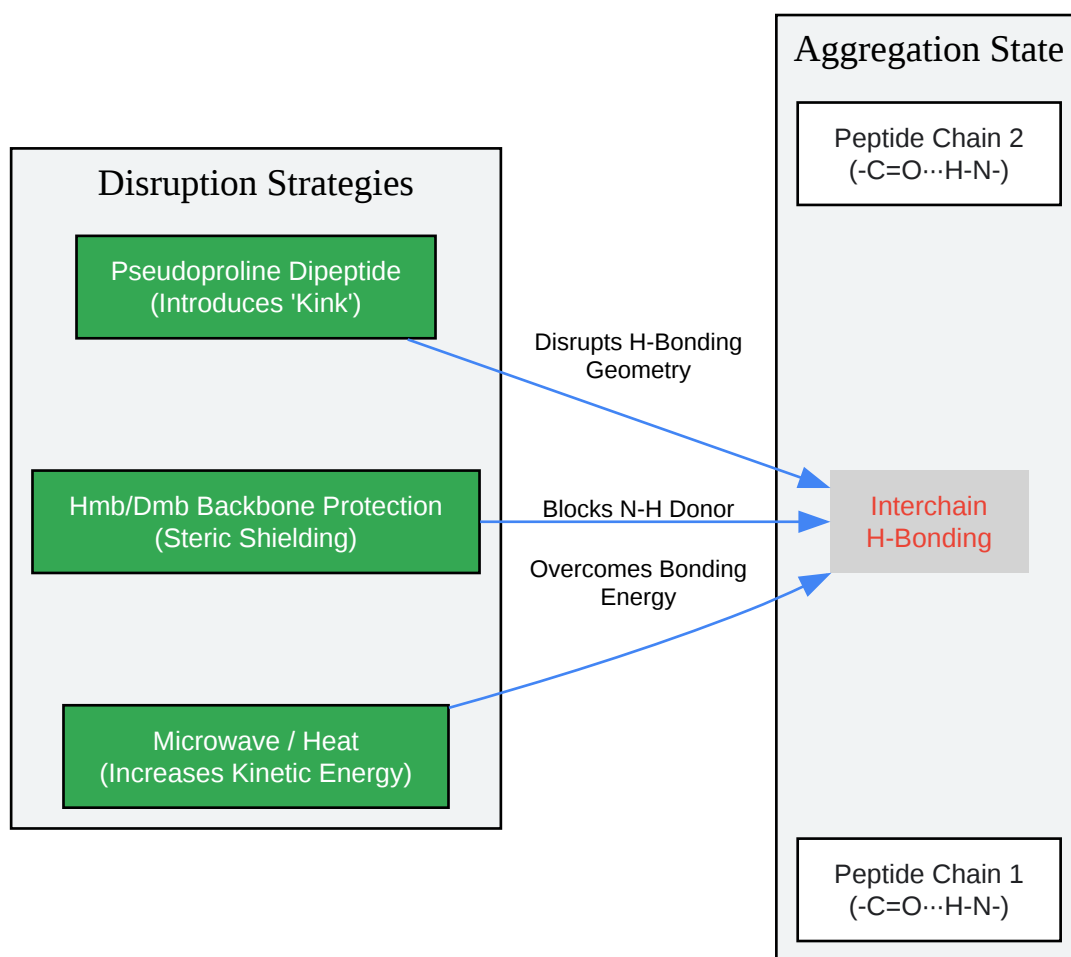 Disruption Strategies
Pseudoproline Dipeptide
(Introduces 'Kink')
Hmb/Dmb Backbone Protection
(Steric Shielding)
Microwave / Heat
(Increases Kinetic Energy)
Disrupts H-Bonding
Geometry
Blocks N-H Donor
Overcomes Bonding
Energy
Aggregation State
Peptide Chain 2
(-C=O···H-N-)
Interchain
H-Bonding
Peptide Chain 1
(-C=O···H-N-)